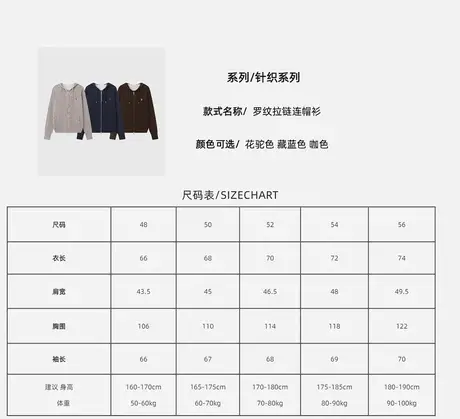 系列/针织系列
款式名称/ 罗纹拉链连帽衫
颜色可选/ 花驼色 藏蓝色 咖色
尺码表/SIZECHART
尺码 48 50 52 54 56
衣长 66 68 70 72 74
肩宽 43.5 45 46.5 48 49.5
胸围 106 110 114 118 122
袖长 66 67 68 69 70
建议 身高 160-170cm 165-175cm 170-180cm 175-185cm 180-190cm
体重 50-60kg 60-70kg 70-80kg 80-90kg 90-100kg